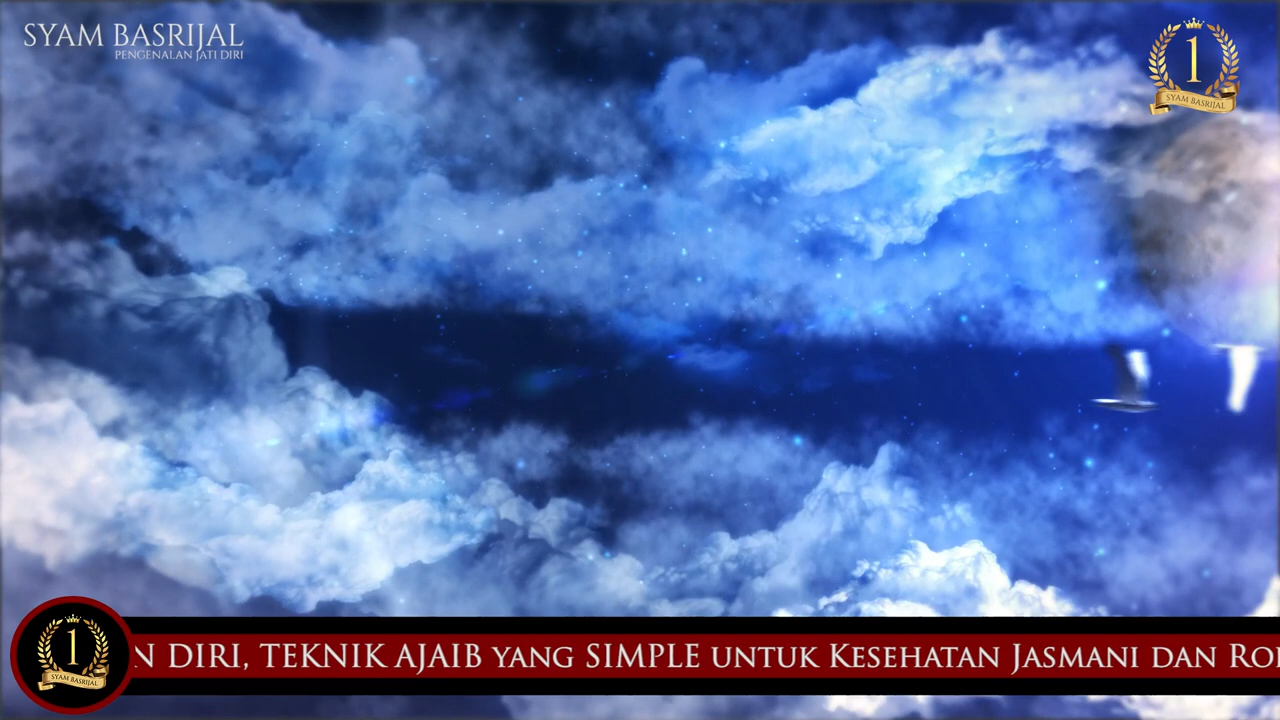 SYAM BASRIJAL
PENGENALAN JATI DIRI
1
SYAM BASRIJAL
DIRI, TEKNIK AJAIB YANG SIMPLE UNTUK KESEHATAN JASMANI DAN
1
SYAM BASRIJAL